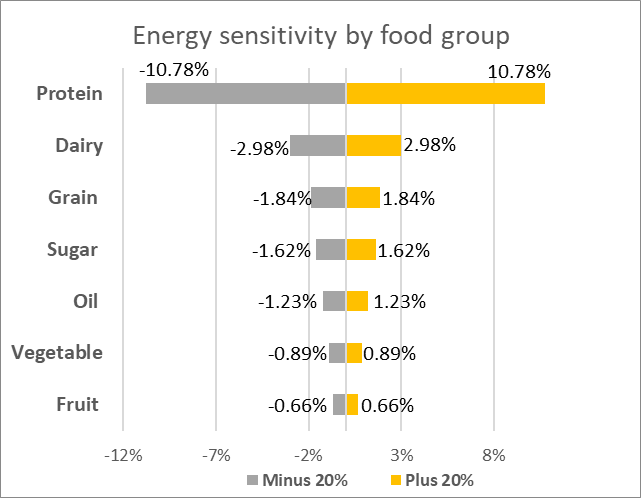 Energy sensitivity by food group
-10.78% 10.78%
Protein
Dairy -2.98% 2.98%
Grain -1.84% 1.84%
Sugar -1.62% 1.62%
Oil -1.23% 1.23%
Vegetable -0.89% 0.89%
Fruit -0.66% 0.66%
-12% -7% -2% 3% 8%
Minus 20% Plus 20%